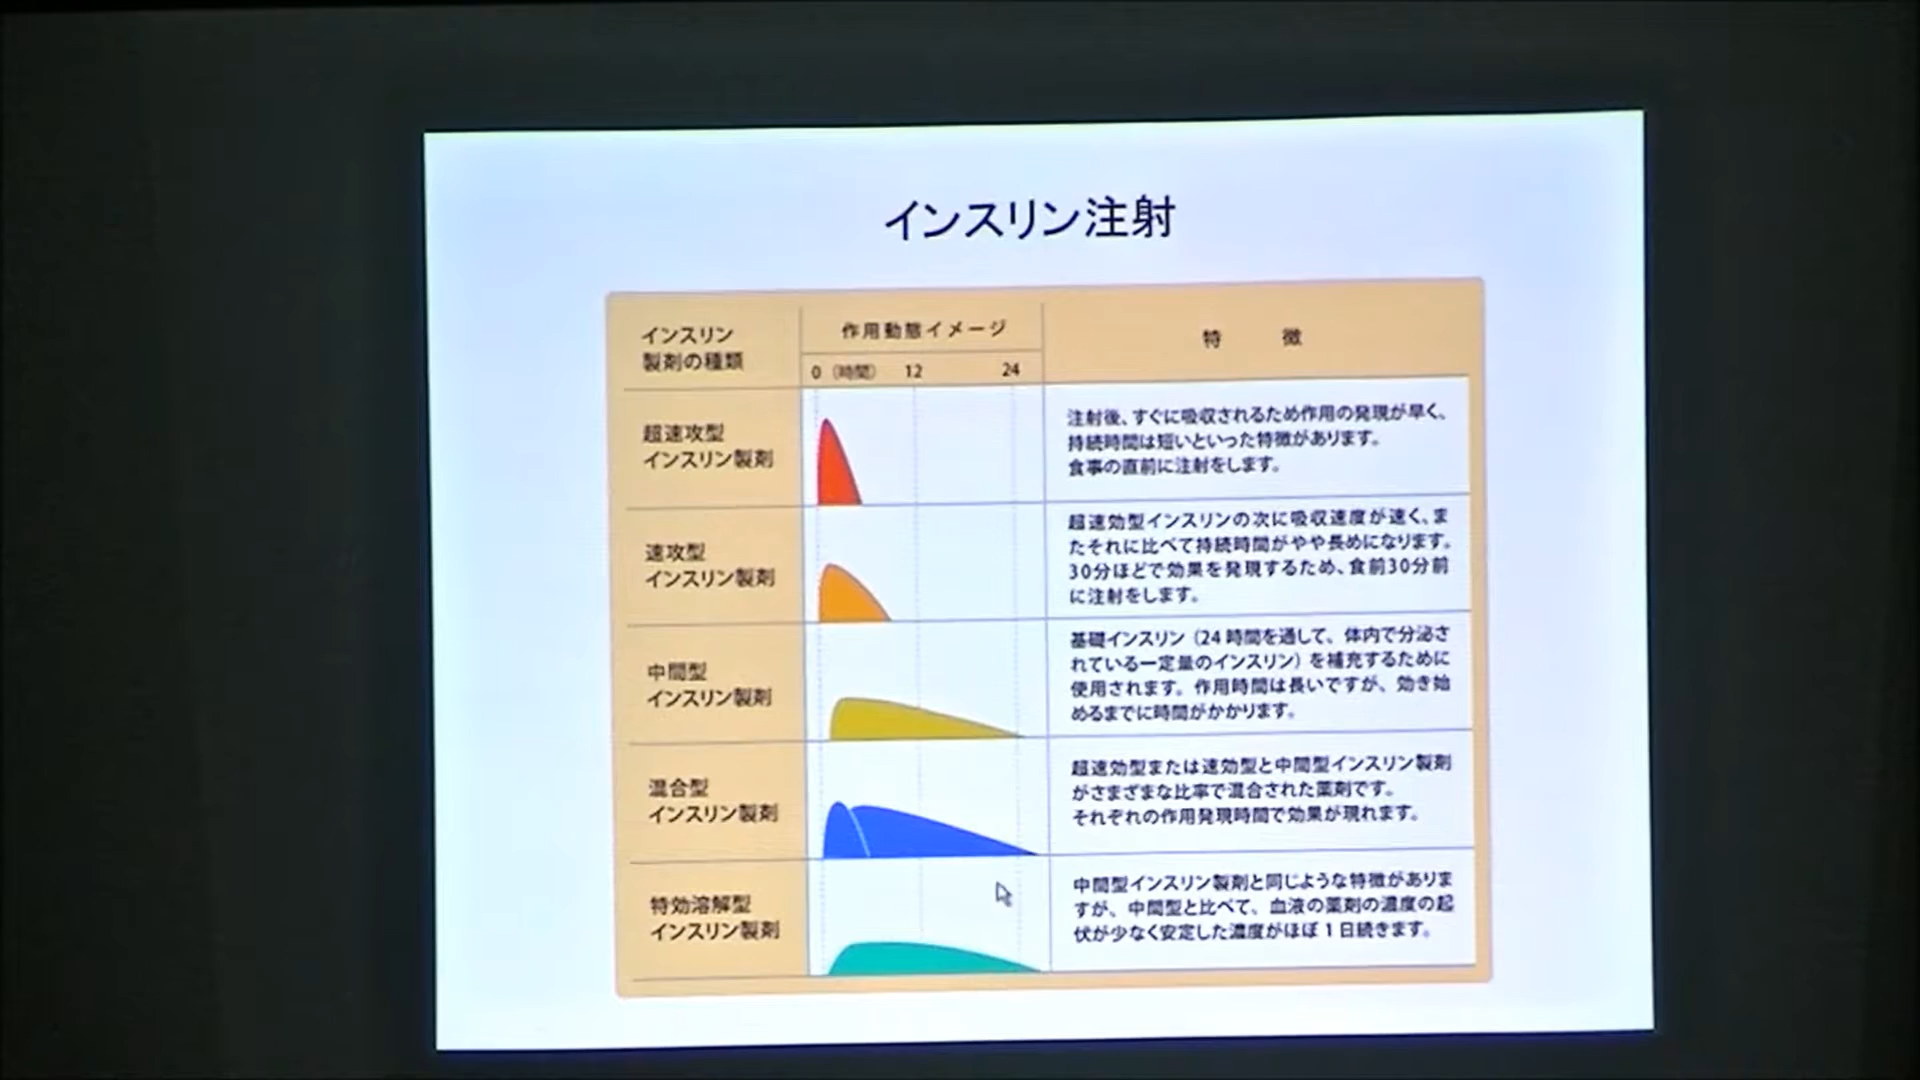 インスリン注射
インスリン
製剤の種類
作用動態イメージ
0（時間） 12 24
特 徴
超速攻型
インスリン製剤
注射後、すぐに吸収されるため作用の発現が早く、
持続時間は短いといった特徴があります。
食事の直前に注射をします。
速攻型
インスリン製剤
超速効型インスリンの次に吸収速度が速く、ま
たそれに比べて持続時間がやや長めになります。
30分ほどで効果を発現するため、食前30分前
に注射をします。
中間型
インスリン製剤
基礎インスリン（24時間を通して、体内で分泌さ
れている一定量のインスリン）を補充するために
使用されます。作用時間は長いですが、効き始
めるまでに時間がかかります。
混合型
インスリン製剤
超速効型または速効型と中間型インスリン製剤
がさまざまな比率で混合された薬剤です。
それぞれの作用発現時間で効果が現れます。
特効溶解型
インスリン製剤
中間型インスリン製剤と同じような特徴がありま
すが、中間型と比べて、血液の薬剤の濃度の起
伏が少なく安定した濃度がほぼ1日続きます。